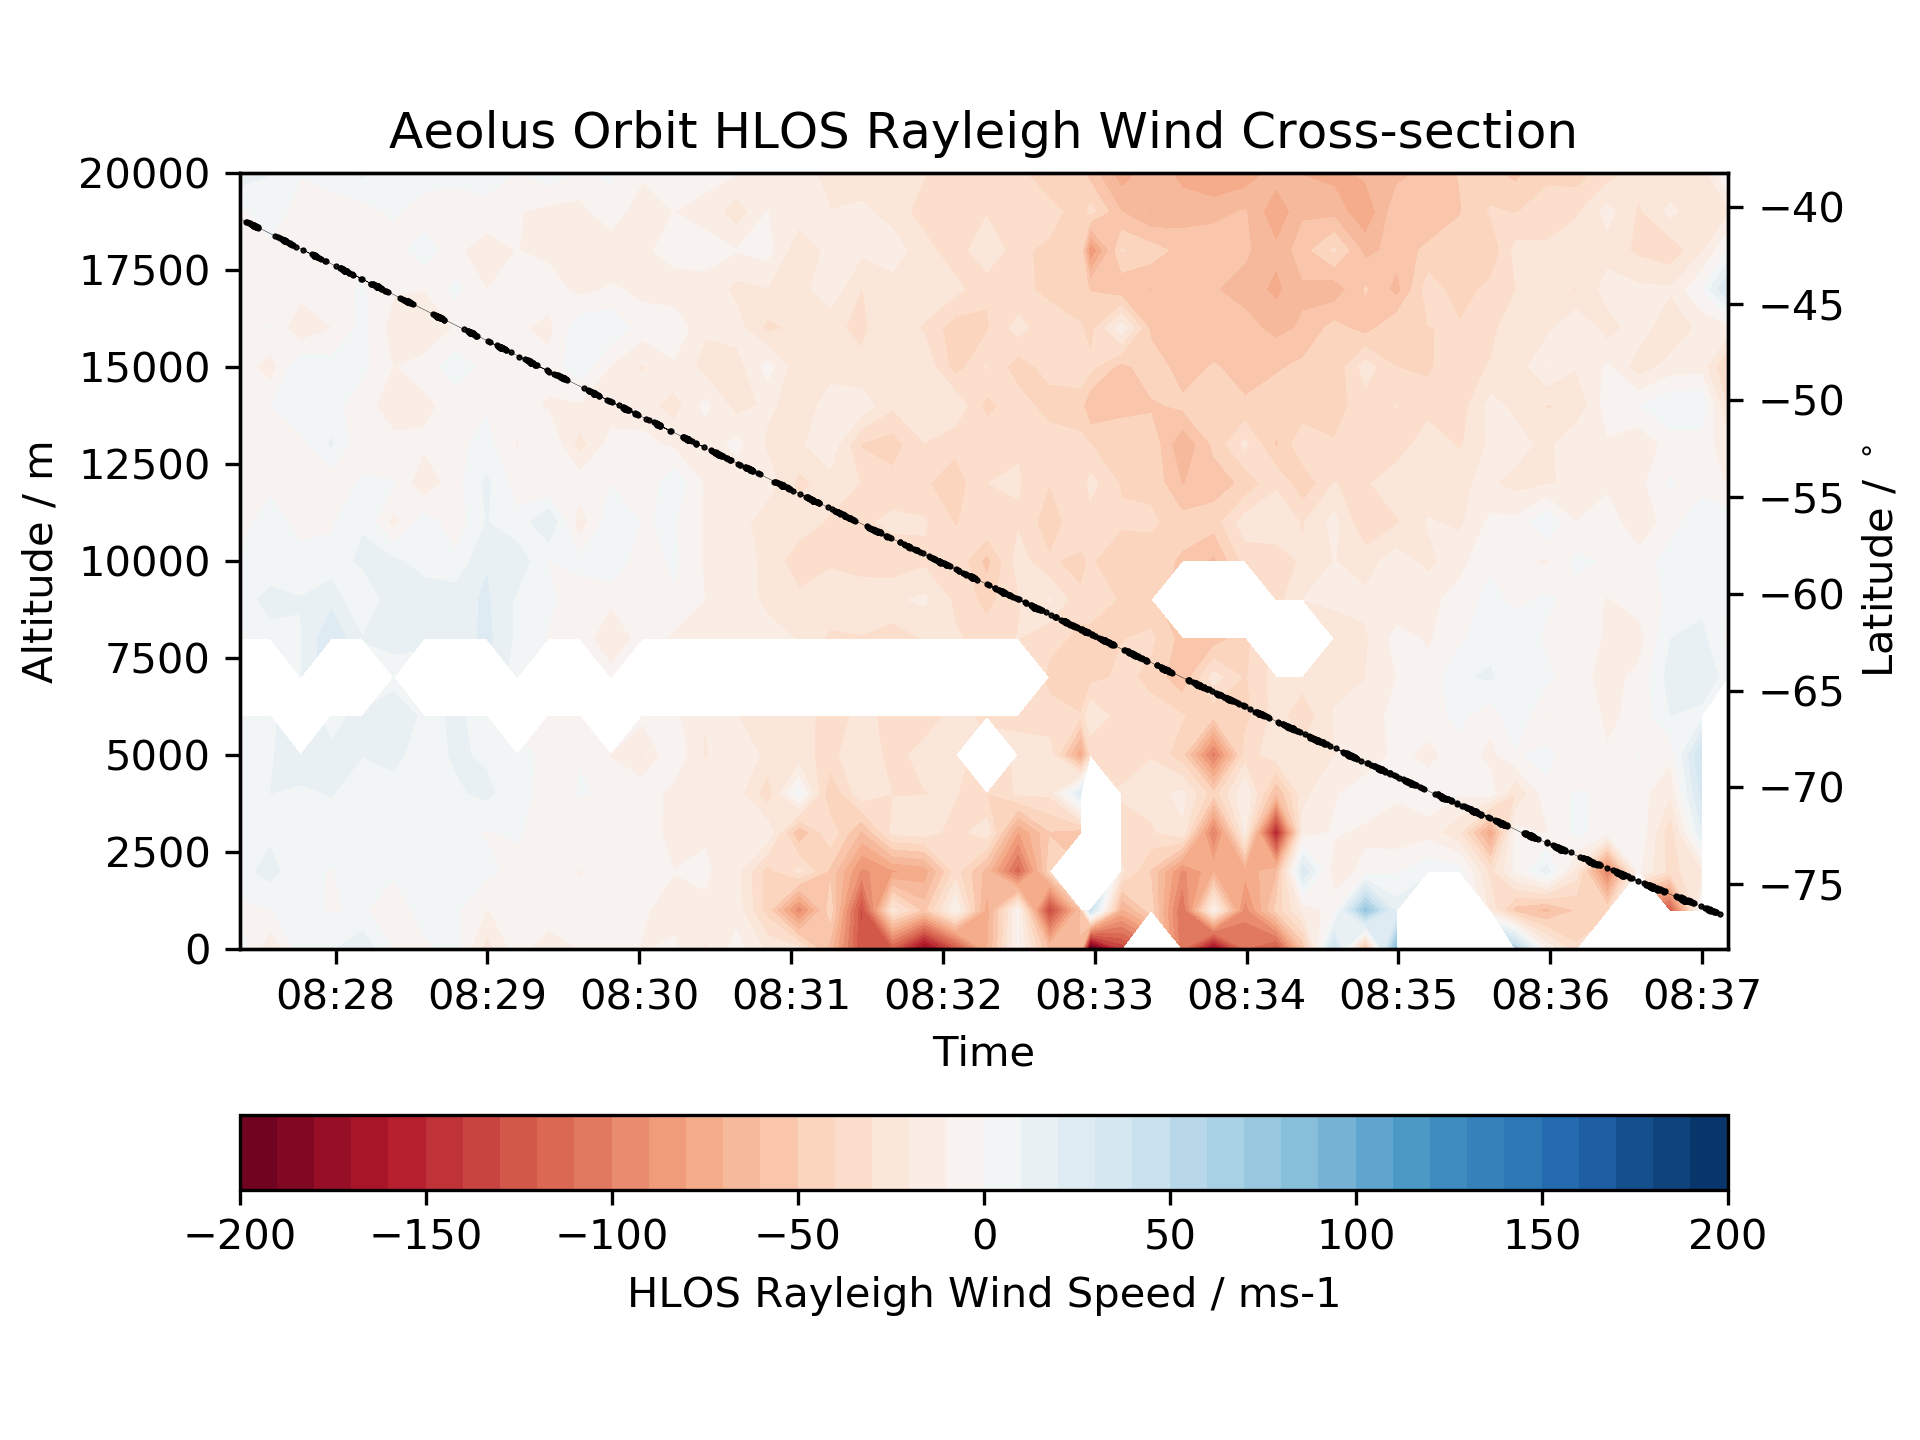 Aeolus Orbit HLOS Rayleigh Wind Cross-section
20000
17500
15000
12500
10000
7500
5000
2500
0
Altitude / m
−40
−45
−50
−55
−60
−65
−70
−75
Latitude / °
08:28 08:29 08:30 08:31 08:32 08:33 08:34 08:35 08:36 08:37
Time
−200 −150 −100 −50 0 50 100 150 200
HLOS Rayleigh Wind Speed / ms-1